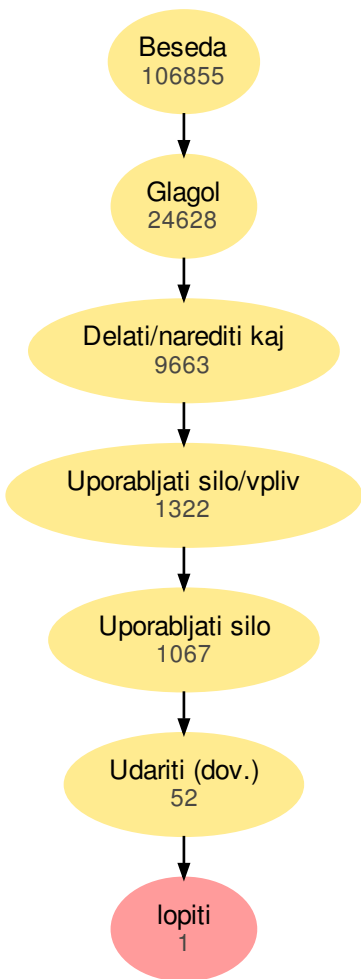 Beseda
106855
Glagol
24628
Delati/narediti kaj
9663
Uporabljati silo/vpliv
1322
Uporabljati silo
1067
Udariti (dov.)
52
lopiti
1